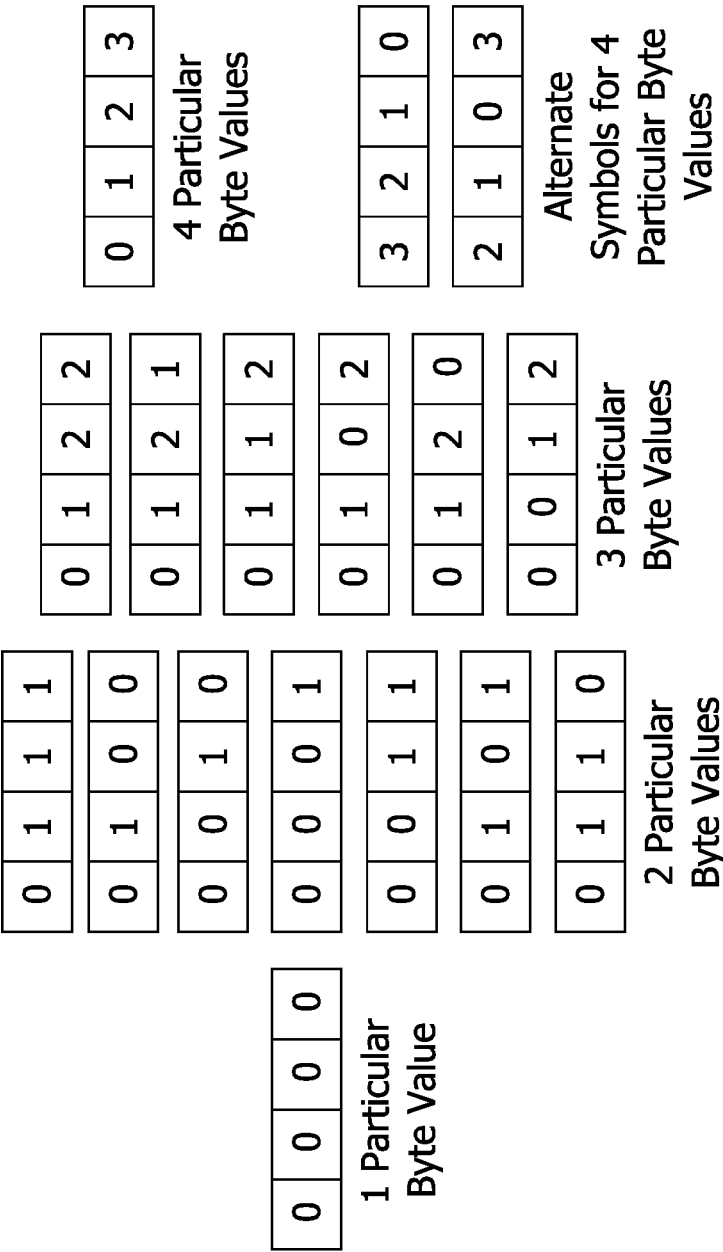 0 0 0 0
1 Particular
Byte Value
0 1 1 1
0 1 0 0
0 0 1 0
0 0 0 1
0 0 1 1
0 1 0 1
0 1 1 0
2 Particular
Byte Values
0 1 2 2
0 1 2 1
0 1 1 2
0 1 0 2
0 1 2 0
0 0 1 2
3 Particular
Byte Values
0 1 2 3
4 Particular
Byte Values
3 2 1 0
2 1 0 3
Alternate
Symbols for 4
Particular Byte
Values